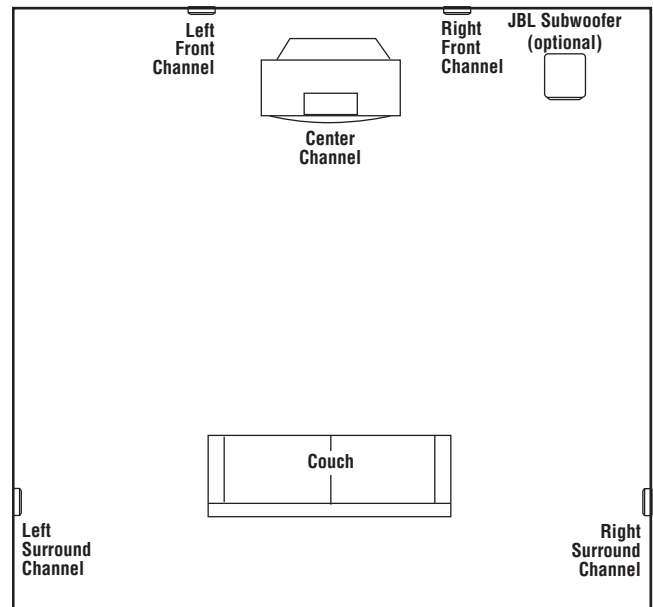 Left
Front
Channel
Right
Front
Channel
JBL Subwoofer
(optional)
Center
Channel
Couch
Left
Surround
Channel
Right
Surround
Channel